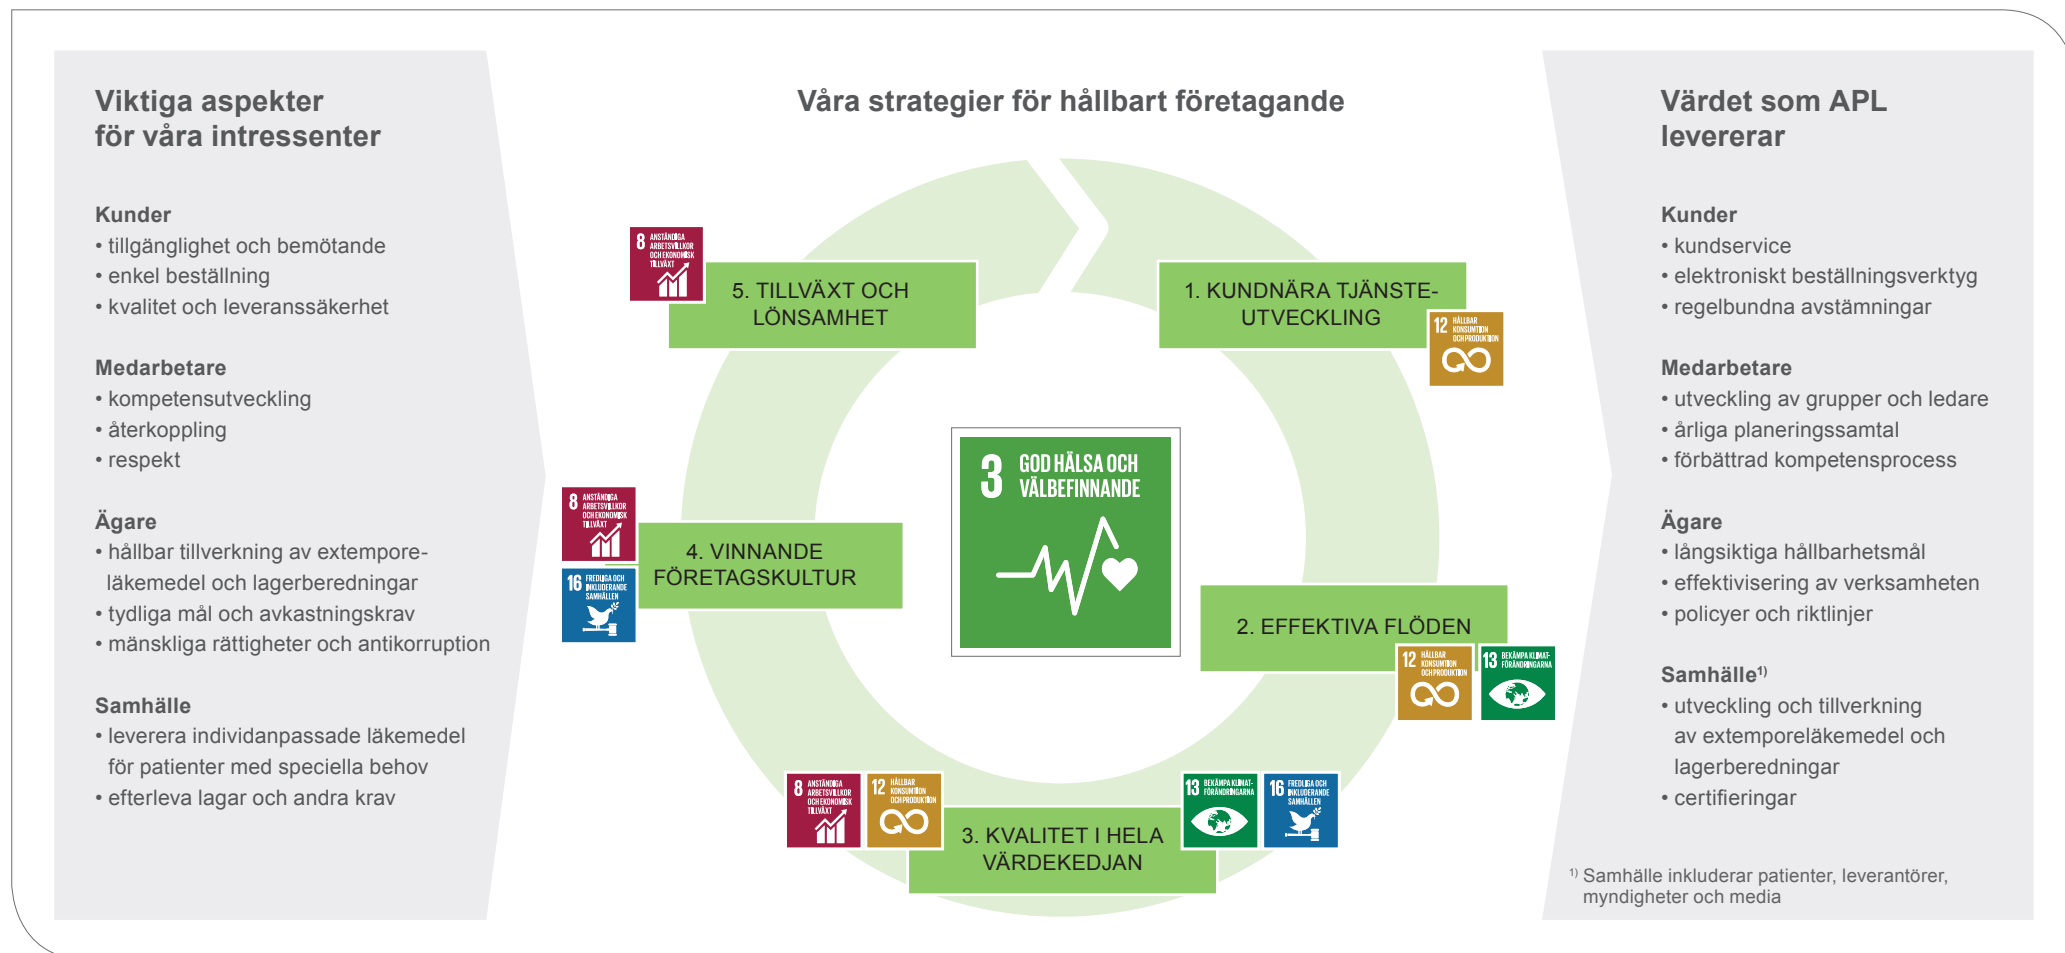 Viktiga aspekter
för våra intressenter
Kunder
• tillgänglighet och bemötande
• enkel beställning
• kvalitet och leveranssäkerhet
Medarbetare
• kompetensutveckling
• återkoppling
• respekt
Ägare
• hållbar tillverkning av extempore-
läkemedel och lagerberedningar
• tydliga mål och avkastningskrav
• mänskliga rättigheter och antikorruption
Samhälle
• leverera individanpassade läkemedel
för patienter med speciella behov
• efterleva lagar och andra krav
Våra strategier för hållbart företagande
1. KUNDNÄRA TJÄNSTE-
UTVECKLING
12 HÅLLBAR
KONSUMTION
OCH PRODUKTION
2. EFFEKTIVA FLÖDEN
12 HÅLLBAR
KONSUMTION
OCH PRODUKTION
13 BEKÄMPA KLIMAT-
FÖRÄNDRINGARNA
3. KVALITET I HELA
VÄRDEKEDJAN
8 ANSTÄNDIGA
ARBETSVILLKOR
OCH EKONOMISK
TILLVÄXT
12 HÅLLBAR
KONSUMTION
OCH PRODUKTION
13 BEKÄMPA KLIMAT-
FÖRÄNDRINGARNA
16 FREDLIGA OCH
INKLUDERANDE
SAMHÄLLEN
4. VINNANDE
FÖRETAGSKULTUR
8 ANSTÄNDIGA
ARBETSVILLKOR
OCH EKONOMISK
TILLVÄXT
16 FREDLIGA OCH
INKLUDERANDE
SAMHÄLLEN
5. TILLVÄXT OCH
LÖNSAMHET
8 ANSTÄNDIGA
ARBETSVILLKOR
OCH EKONOMISK
TILLVÄXT
3 GOD HÄLSA OCH
VÄLBEFINNANDE
Värdet som APL
levererar
Kunder
• kundservice
• elektroniskt beställningsverktyg
• regelbundna avstämningar
Medarbetare
• utveckling av grupper och ledare
• årliga planeringssamtal
• förbättrad kompetensprocess
Ägare
• långsiktiga hållbarhetsmål
• effektivisering av verksamheten
• policyer och riktlinjer
Samhälle¹⁾
• utveckling och tillverkning
av extemporeläkemedel och
lagerberedningar
• certifieringar
¹⁾ Samhälle inkluderar patienter, leverantörer,
myndigheter och media